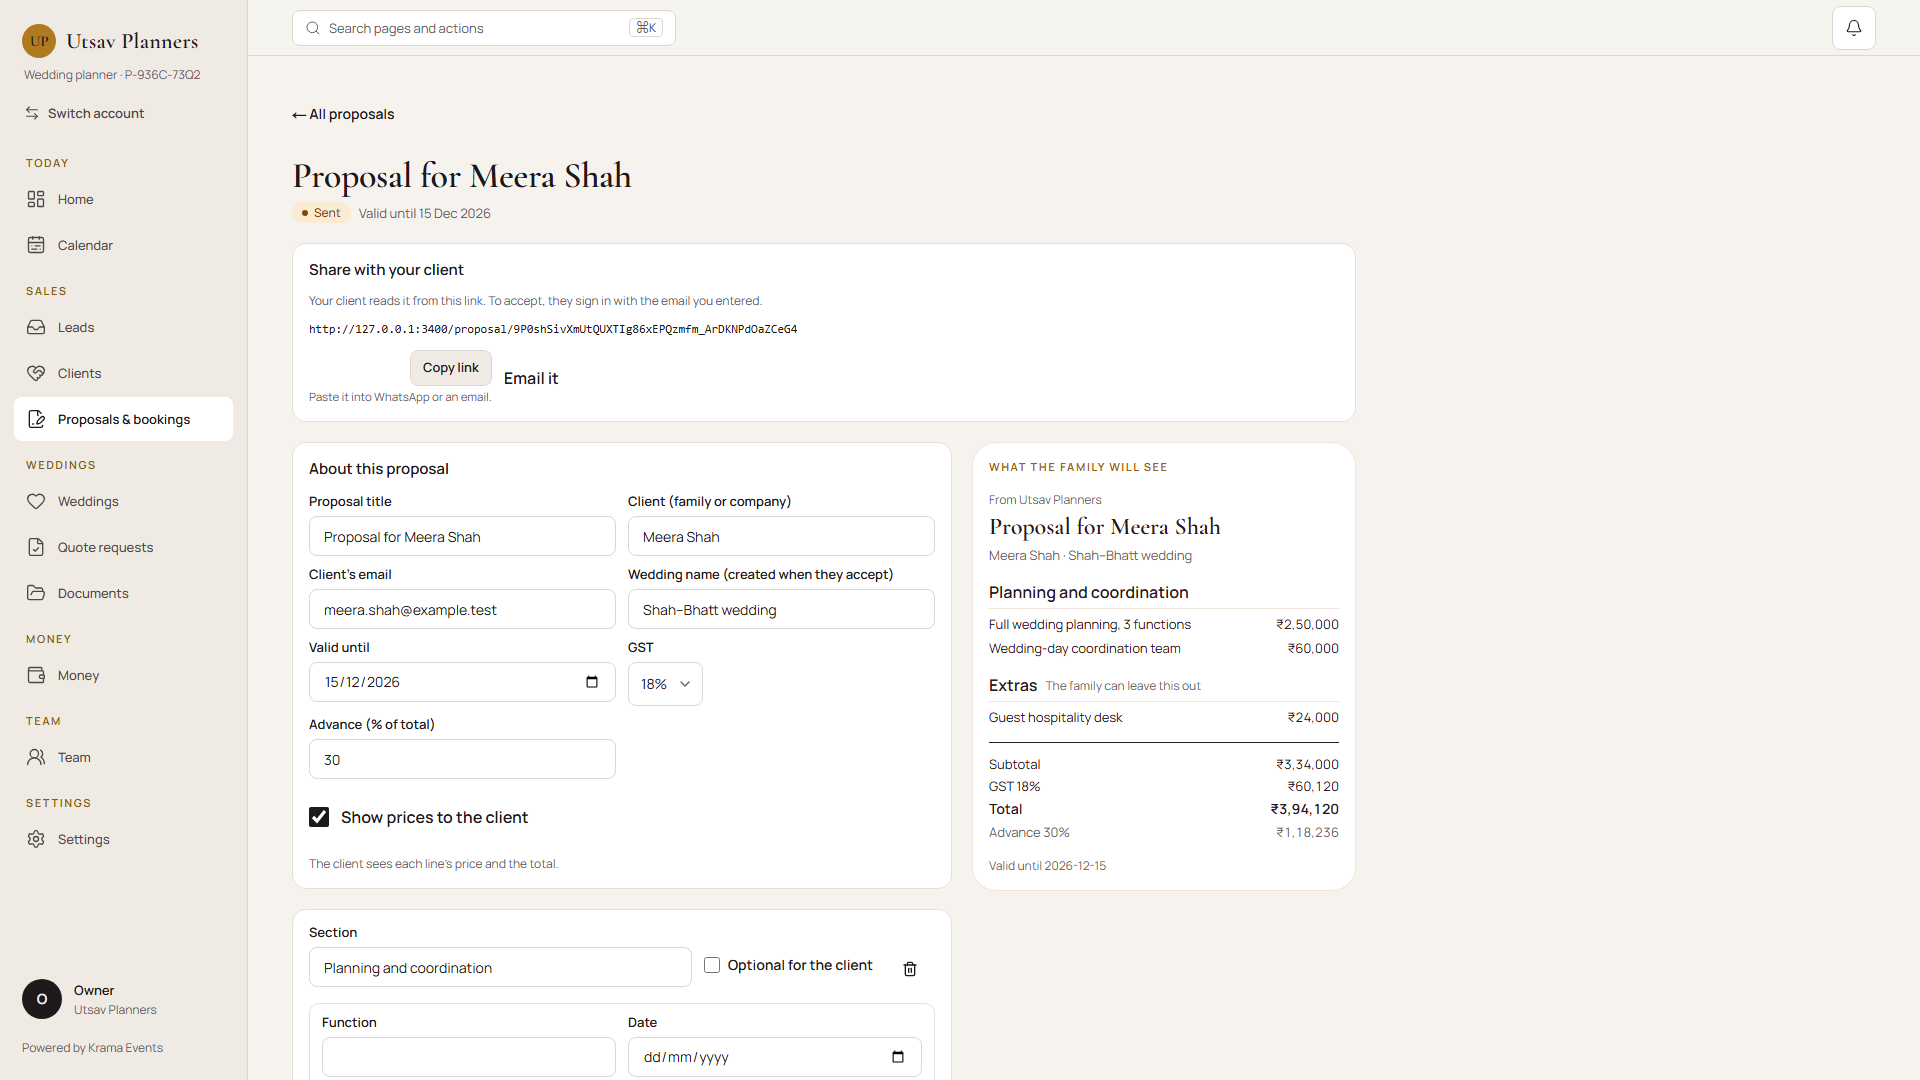 UP Utsav Planners
Wedding planner · P-936C-73Q2
Switch account
TODAY
Home
Calendar
SALES
Leads
Clients
Proposals & bookings
WEDDINGS
Weddings
Quote requests
Documents
MONEY
Money
TEAM
Team
SETTINGS
Settings
O
Owner
Utsav Planners
Powered by Krama Events
Search pages and actions ⌘K
← All proposals
Proposal for Meera Shah
Sent Valid until 15 Dec 2026
Share with your client
Your client reads it from this link. To accept, they sign in with the email you entered.
http://127.0.0.1:3400/proposal/9P0shSivXmUtQUXTIg86xEPQzmfm_ArDKNPdOaZCeG4
Copy link Email it
Paste it into WhatsApp or an email.
About this proposal
Proposal title Client (family or company)
Proposal for Meera Shah Meera Shah
Client's email Wedding name (created when they accept)
meera.shah@example.test Shah–Bhatt wedding
Valid until GST
15/12/2026 18%
Advance (% of total)
30
Show prices to the client
The client sees each line's price and the total.
Section
Planning and coordination Optional for the client
Function Date
dd/mm/yyyy
WHAT THE FAMILY WILL SEE
From Utsav Planners
Proposal for Meera Shah
Meera Shah · Shah–Bhatt wedding
Planning and coordination
Full wedding planning, 3 functions ₹2,50,000
Wedding-day coordination team ₹60,000
Extras The family can leave this out
Guest hospitality desk ₹24,000
Subtotal ₹3,34,000
GST 18% ₹60,120
Total ₹3,94,120
Advance 30% ₹1,18,236
Valid until 2026-12-15